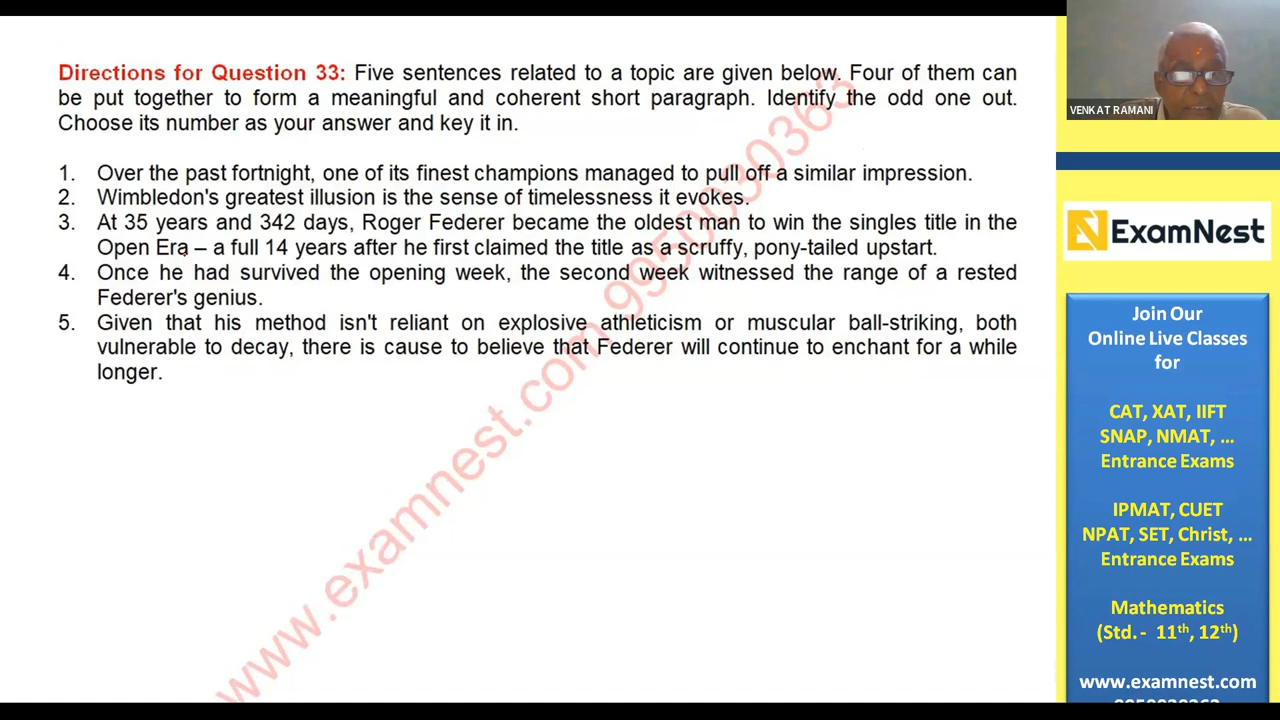 Directions for Question 33: Five sentences related to a topic are given below. Four of them can
be put together to form a meaningful and coherent short paragraph. Identify the odd one out.
Choose its number as your answer and key it in.
1. Over the past fortnight, one of its finest champions managed to pull off a similar impression.
2. Wimbledon's greatest illusion is the sense of timelessness it evokes.
3. At 35 years and 342 days, Roger Federer became the oldest man to win the singles title in the
Open Era – a full 14 years after he first claimed the title as a scruffy, pony-tailed upstart.
4. Once he had survived the opening week, the second week witnessed the range of a rested
Federer's genius.
5. Given that his method isn't reliant on explosive athleticism or muscular ball-striking, both
vulnerable to decay, there is cause to believe that Federer will continue to enchant for a while
longer.
www.examnest.com 9950030363
VENKAT RAMANI
ExamNest
Join Our
Online Live Classes
for
CAT, XAT, IIFT
SNAP, NMAT, ...
Entrance Exams
IPMAT, CUET
NPAT, SET, Christ, ...
Entrance Exams
Mathematics
(Std. - 11th, 12th)
www.examnest.com